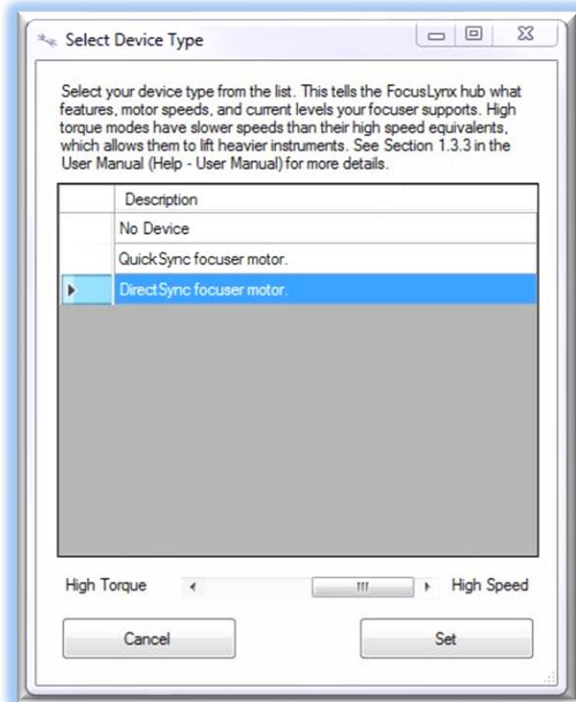 Select Device Type
Select your device type from the list. This tells the FocusLynx hub what
features, motor speeds, and current levels your focuser supports. High
torque modes have slower speeds than their high speed equivalents,
which allows them to lift heavier instruments. See Section 1.3.3 in the
User Manual (Help - User Manual) for more details.
Description
No Device
QuickSync focuser motor.
DirectSync focuser motor.
High Torque High Speed
Cancel Set